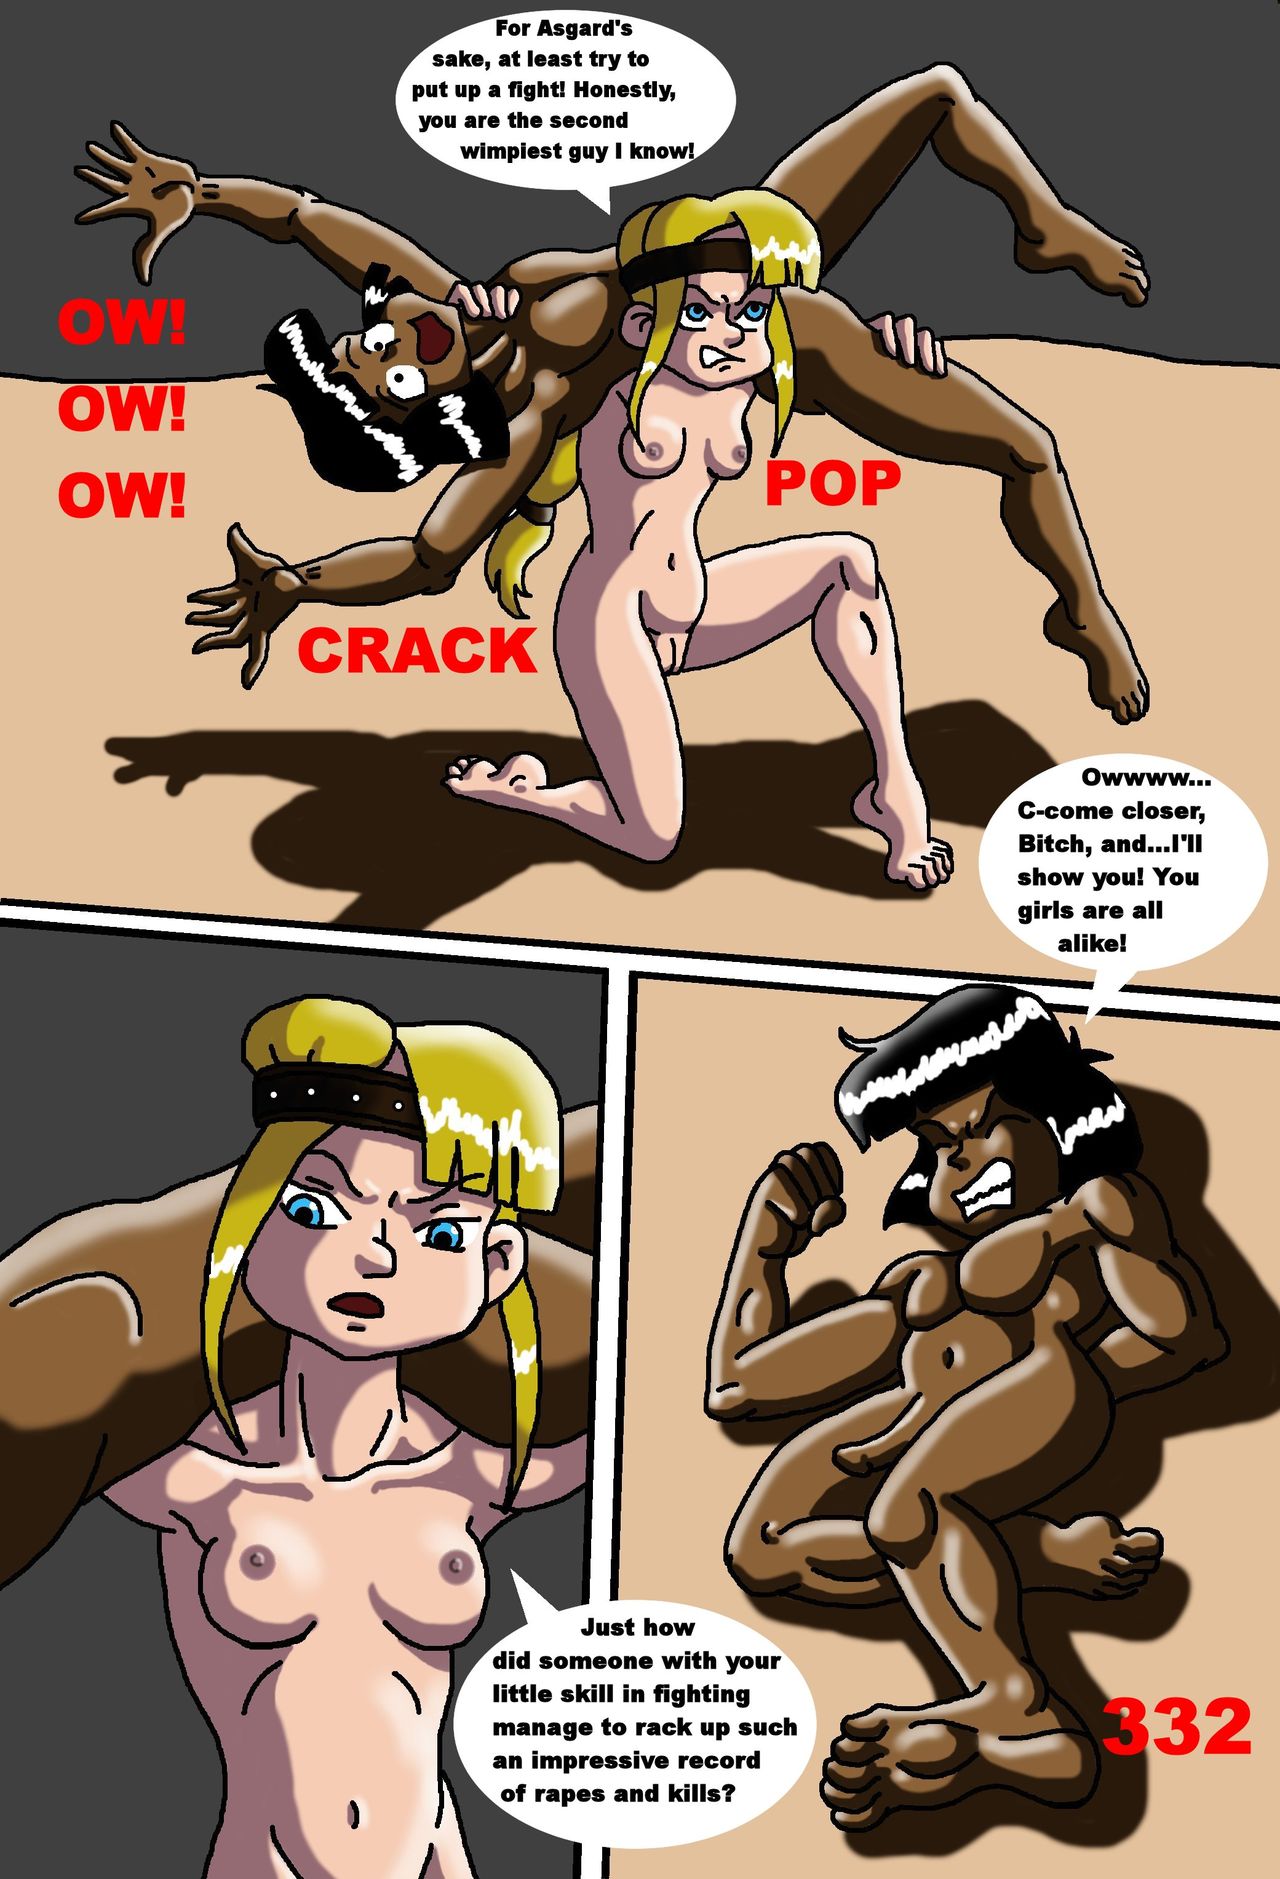 For Asgard's
sake, at least try to
put up a fight! Honestly,
you are the second
wimpiest guy I know!
OW!
OW!
OW!
POP
CRACK
Owwww...
C-come closer,
Bitch, and...I'll
show you! You
girls are all
alike!
Just how
did someone with your
little skill in fighting
manage to rack up such
an impressive record
of rapes and kills?
332